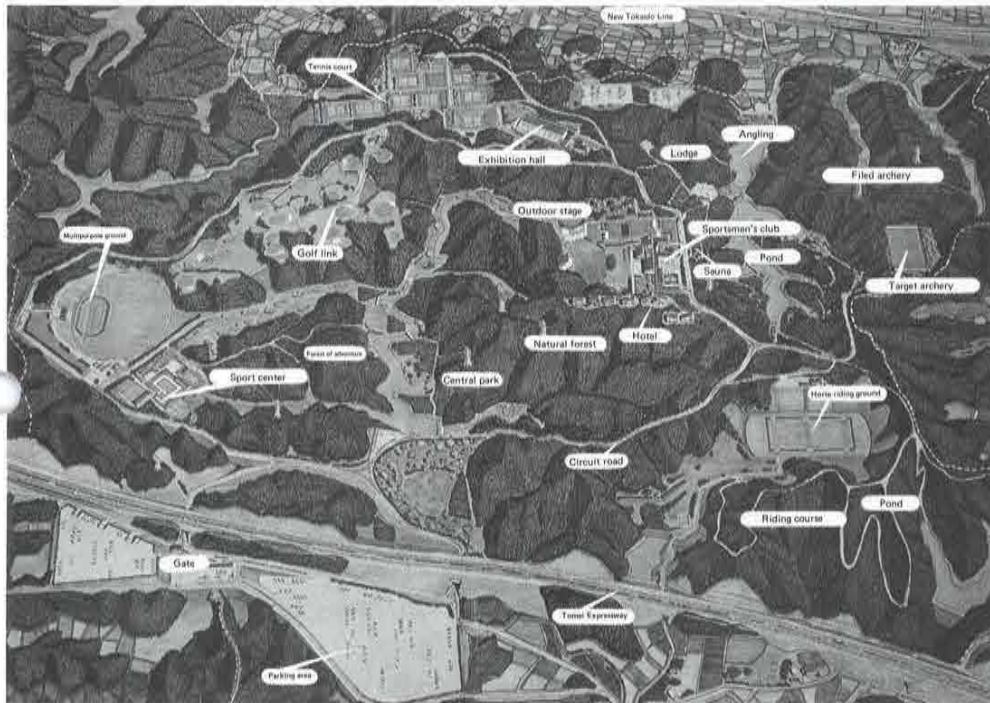 New Tokaido Line
Tennis court
Exhibition hall
Angling
Lodge
Filed archery
Outdoor stage
Sportsmen's club
Multipurpose ground
Golf link
Sauna
Pond
Target archery
Hotel
Natural forest
Forest of adventure
Sport center
Central park
Horse riding ground
Circuit road
Pond
Riding course
Gate
Tomei Expressway
Parking area